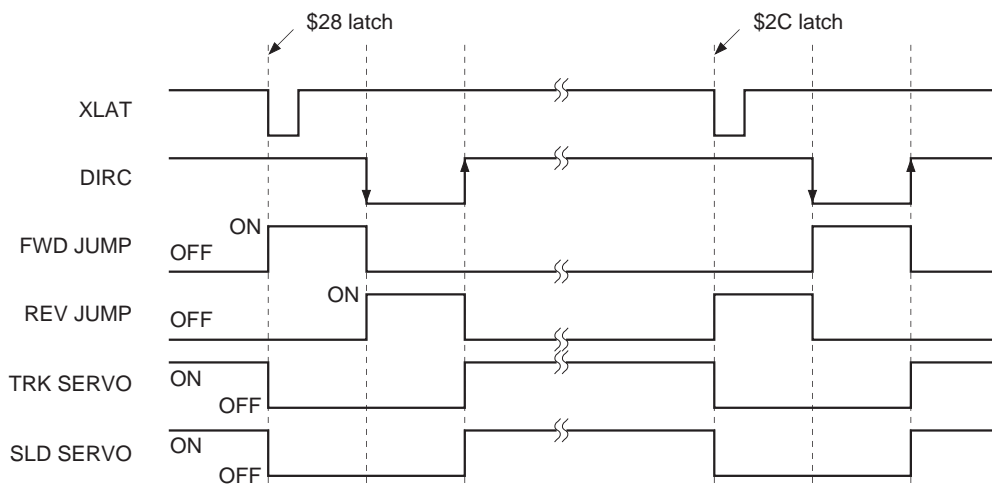 $28 latch
$2C latch
XLAT
DIRC
ON
FWD JUMP
OFF
ON
REV JUMP
OFF
TRK SERVO
ON
OFF
SLD SERVO
ON
OFF